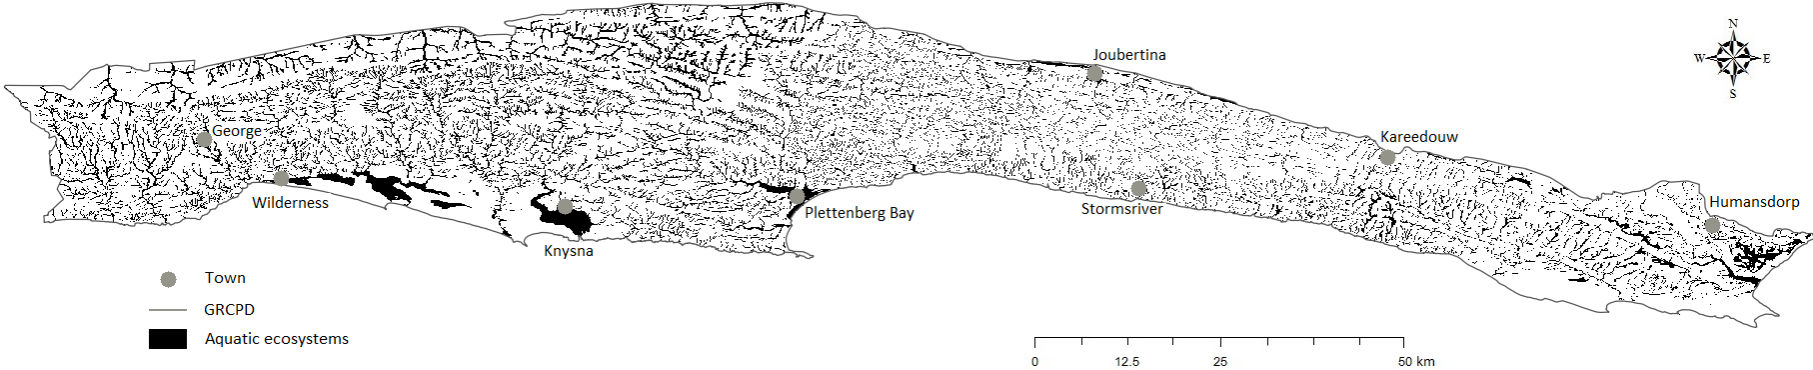 N
W E
S
Joubertina
George
Kareedouw
Wilderness
Plettenberg Bay
Stormsriver
Humansdorp
Knysna
Town
GRCPD
Aquatic ecosystems
0 12.5 25 50 km